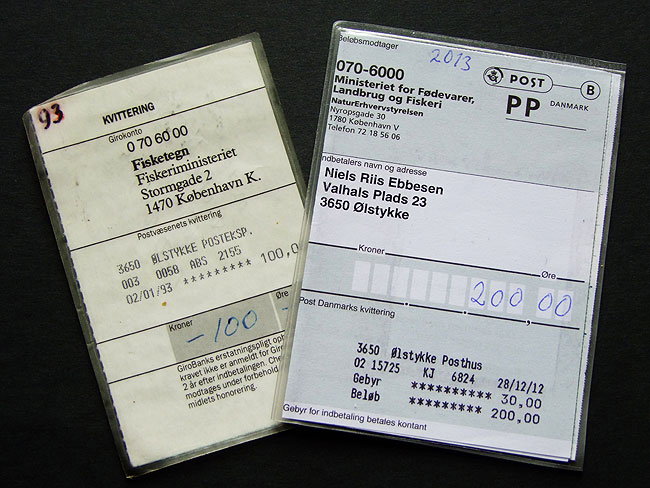 93
KVITTERING
Girokonto
0 70 60 00
Fisketegn
Fiskeriministeriet
Stormgade 2
1470 København K.
Postvæsenets kvittering
3650 ØLSTYKKE POSTEKSP.
003 0058 ABS 2155
02/01/93 ********* 100,0
Kroner
Øre
-100 -
GiroBanks erstatningspligt oph
kravet ikke er anmeldt for Gir
2 år efter indbetalingen. Che
modtages under forbehold
midlets honorering.
Beløbsmodtager
2013
070-6000
Ministeriet for Fødevarer,
Landbrug og Fiskeri
NaturErhvervstyrelsen
Nyropsgade 30
1780 København V
Telefon 72 18 56 06
POST
B
PP
DANMARK
Indbetalers navn og adresse
Niels Riis Ebbesen
Valhals Plads 23
3650 Ølstykke
Kroner
Øre
200 00
Post Danmarks kvittering
3650 Ølstykke Posthus
02 15725 KJ 6824 28/12/12
Gebyr ********** 30,00
Beløb ********* 200,00
Gebyr for indbetaling betales kontant